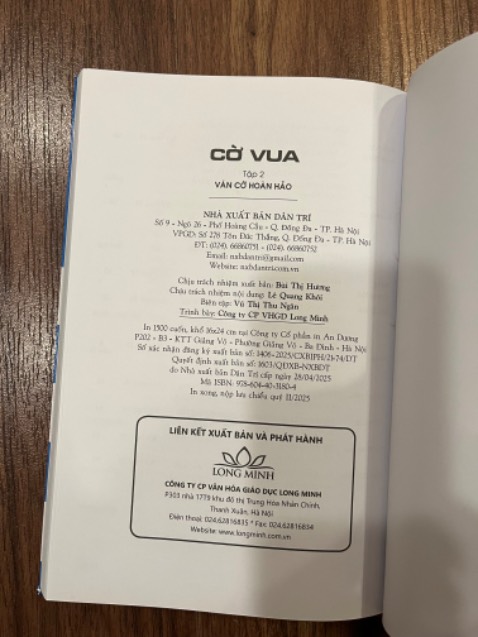 CỜ VUA
Tập 2
VÁN CỜ HOÀN HẢO
NHÀ XUẤT BẢN DÂN TRÍ
Số 9 - Ngõ 26 - Phố Hoàng Cầu - Q. Đống Đa - TP. Hà Nội
VPGD: Số 278 Tôn Đức Thắng, Q. Đống Đa - TP. Hà Nội
ĐT: (024). 66860751 - (024). 66860752
Email: nxbdantri@gmail.com
Website: nxbdantri.com.vn
Chịu trách nhiệm xuất bản: Bùi Thị Hương
Chịu trách nhiệm nội dung: Lê Quang Khôi
Biên tập: Vũ Thị Thu Ngân
Trình bày: Công ty CP VHGD Long Minh
In 1500 cuốn, khổ 16x24 cm tại Công ty Cổ phần in An Dương
P202 - B3 - KTT Giảng Võ - Phường Giảng Võ - Ba Đình - Hà Nội
Số xác nhận đăng ký xuất bản số: 1406-2025/CXBIPH/2-74/DT
Quyết định xuất bản số: 1603/QĐXB-NXBDT
do Nhà xuất bản Dân Trí cấp ngày 28/04/2025
Mã ISBN: 978-604-40-3180-4
In xong, nộp lưu chiểu quý II/2025
LIÊN KẾT XUẤT BẢN VÀ PHÁT HÀNH
LONG MINH
CÔNG TY CP VĂN HÓA GIÁO DỤC LONG MINH
P303 nhà 17T9 khu đô thị Trung Hòa Nhân Chính,
Thanh Xuân, Hà Nội
Điện thoại: 024.62816835 * Fax: 024.62816834
Website: www.longminh.com.vn